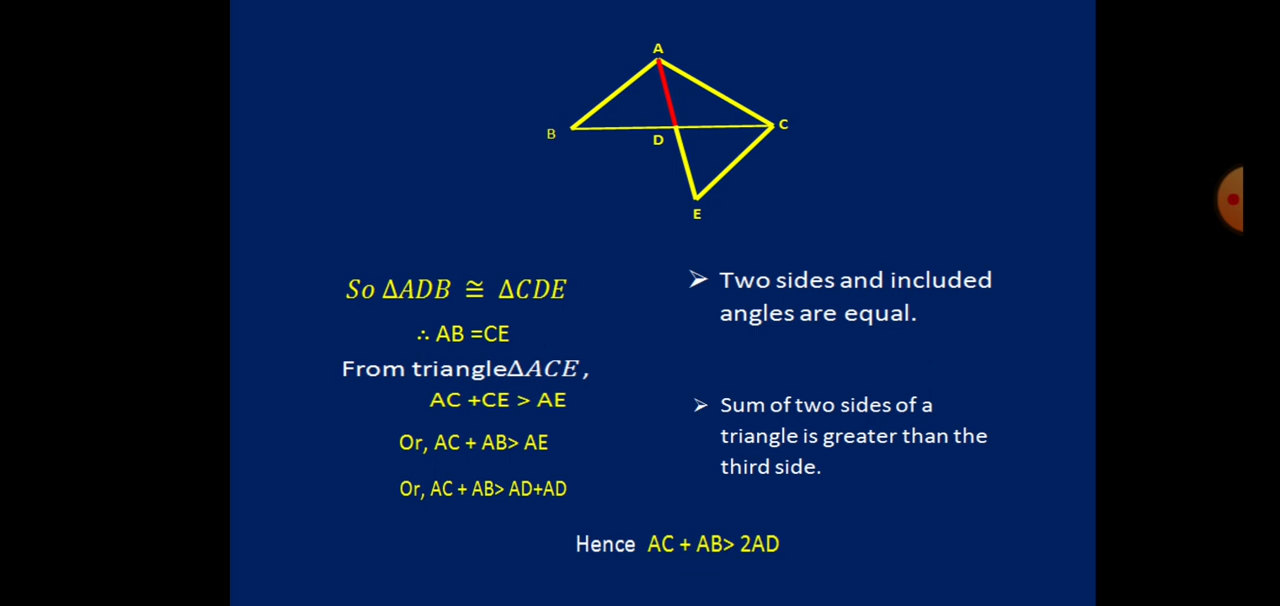 A
B
D
C
E
So ΔADB ≅ ΔCDE
∴ AB =CE
From triangleΔACE ,
AC +CE > AE
Or, AC + AB> AE
Or, AC + AB> AD+AD
➢ Two sides and included
angles are equal.
➢ Sum of two sides of a
triangle is greater than the
third side.
Hence AC + AB> 2AD